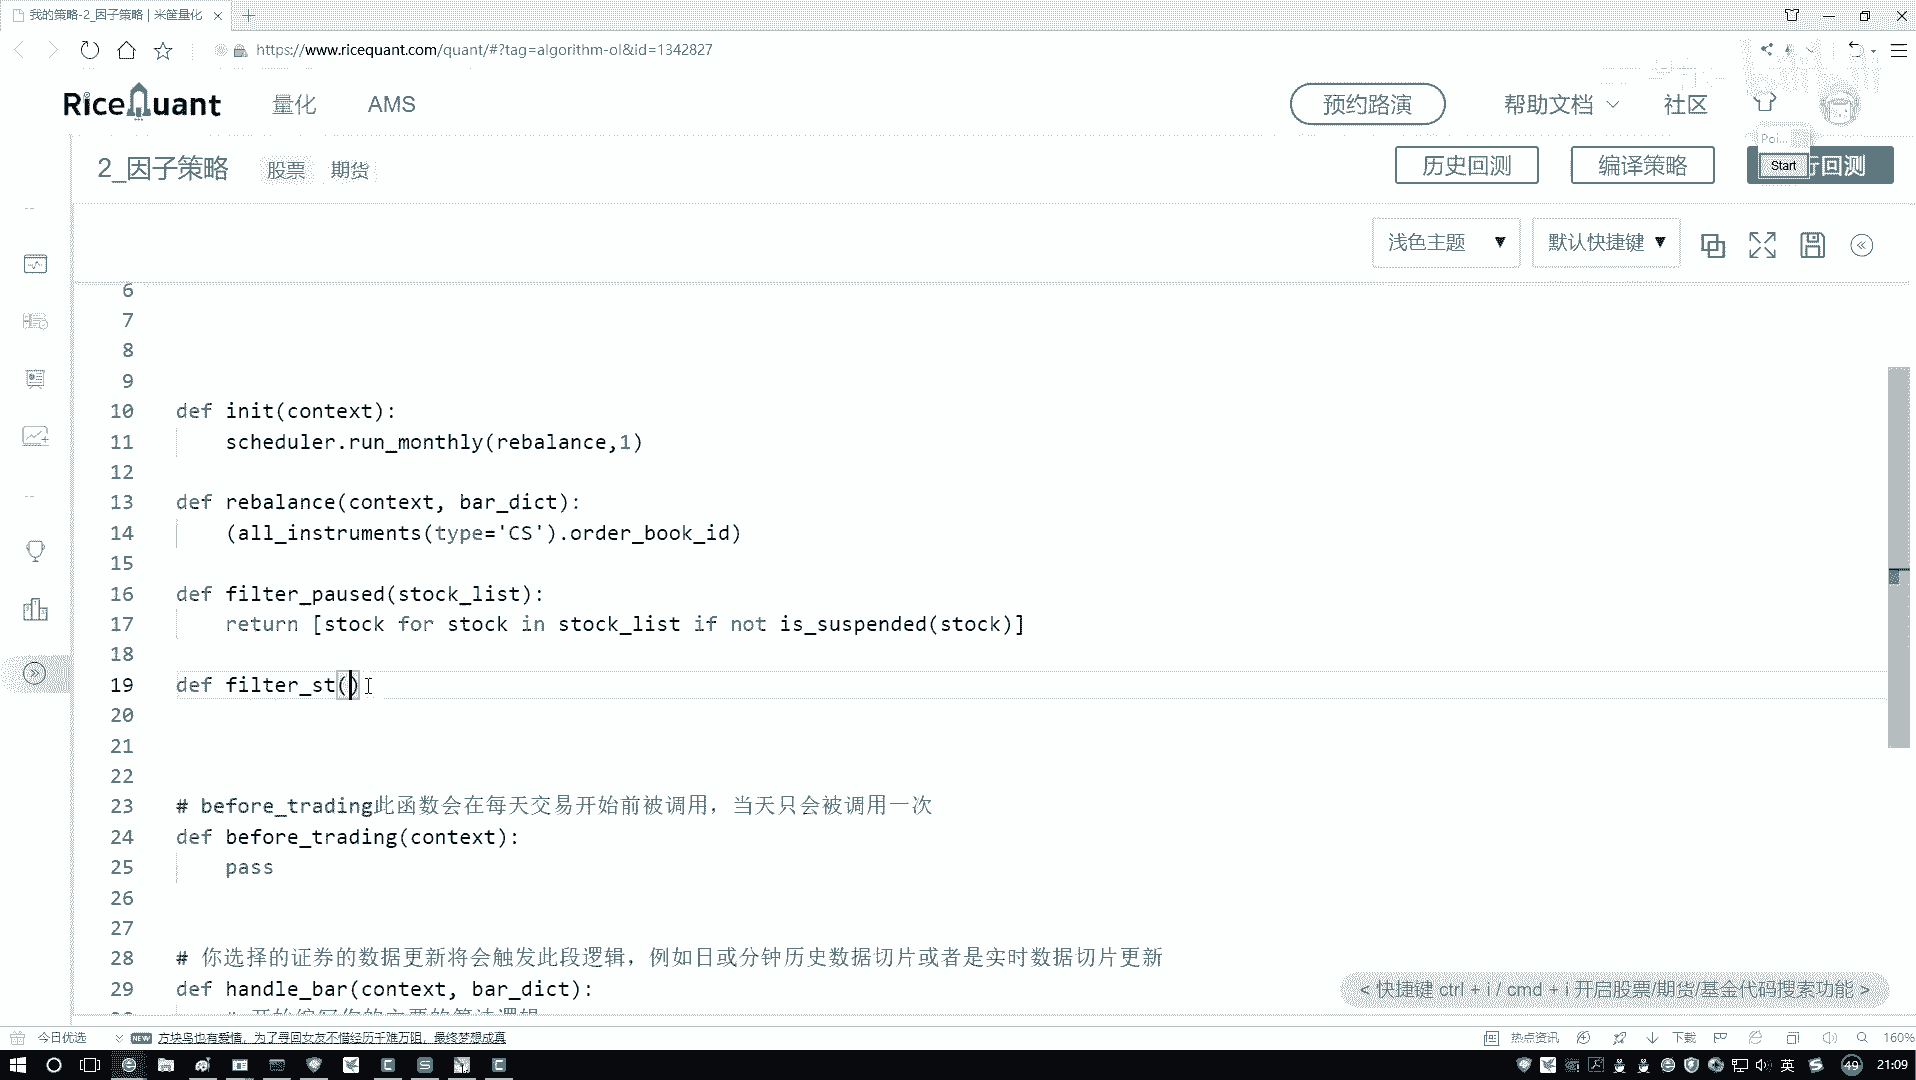 我的策略-2_因子策略 | 米筐量化
https://www.ricequant.com/quant/#?tag=algorithm-ol&id=1342827
RiceQuant 量化 AMS 预约路演 帮助文档 社区
Poi...
2_因子策略 股票 期货 历史回测 编译策略 Start 行回测
浅色主题 ▼ 默认快捷键 ▼
6
7
8
9
10 def init(context):
11 scheduler.run_monthly(rebalance,1)
12
13 def rebalance(context, bar_dict):
14 (all_instruments(type='CS').order_book_id)
15
16 def filter_paused(stock_list):
17 return [stock for stock in stock_list if not is_suspended(stock)]
18
19 def filter_st()
20
21
22
23 # before_trading此函数会在每天交易开始前被调用，当天只会被调用一次
24 def before_trading(context):
25 pass
26
27
28 # 你选择的证券的数据更新将会触发此段逻辑，例如日或分钟历史数据切片或者是实时数据切片更新
29 def handle_bar(context, bar_dict):
< 快捷键 ctrl + i / cmd + i 开启股票/期货/基金代码搜索功能 >
今日优选 NEW 方块鸟也有爱情，为了寻回女友不惜经历千难万阻，最终梦想成真 热点资讯 下载 160%
英 49 21:09